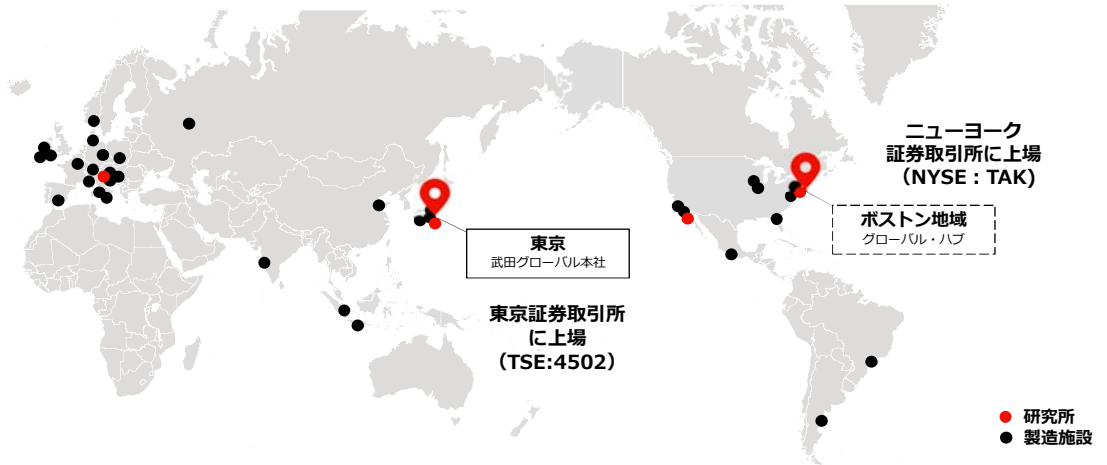 ニューヨーク
証券取引所に上場
（NYSE：TAK)
ボストン地域
グローバル・ハブ
東京
武田グローバル本社
東京証券取引所
に上場
（TSE:4502）
研究所
製造施設